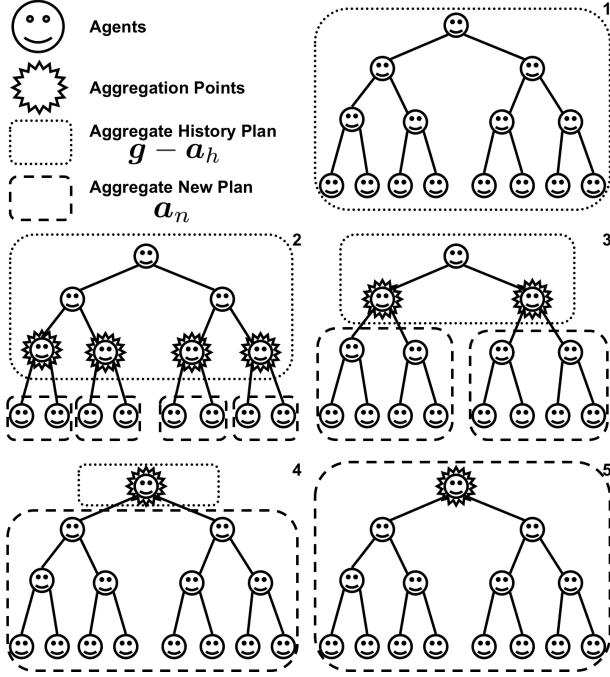 Agents
Aggregation Points
Aggregate History Plan
g − a_h
Aggregate New Plan
a_n
1
2
3
4
5